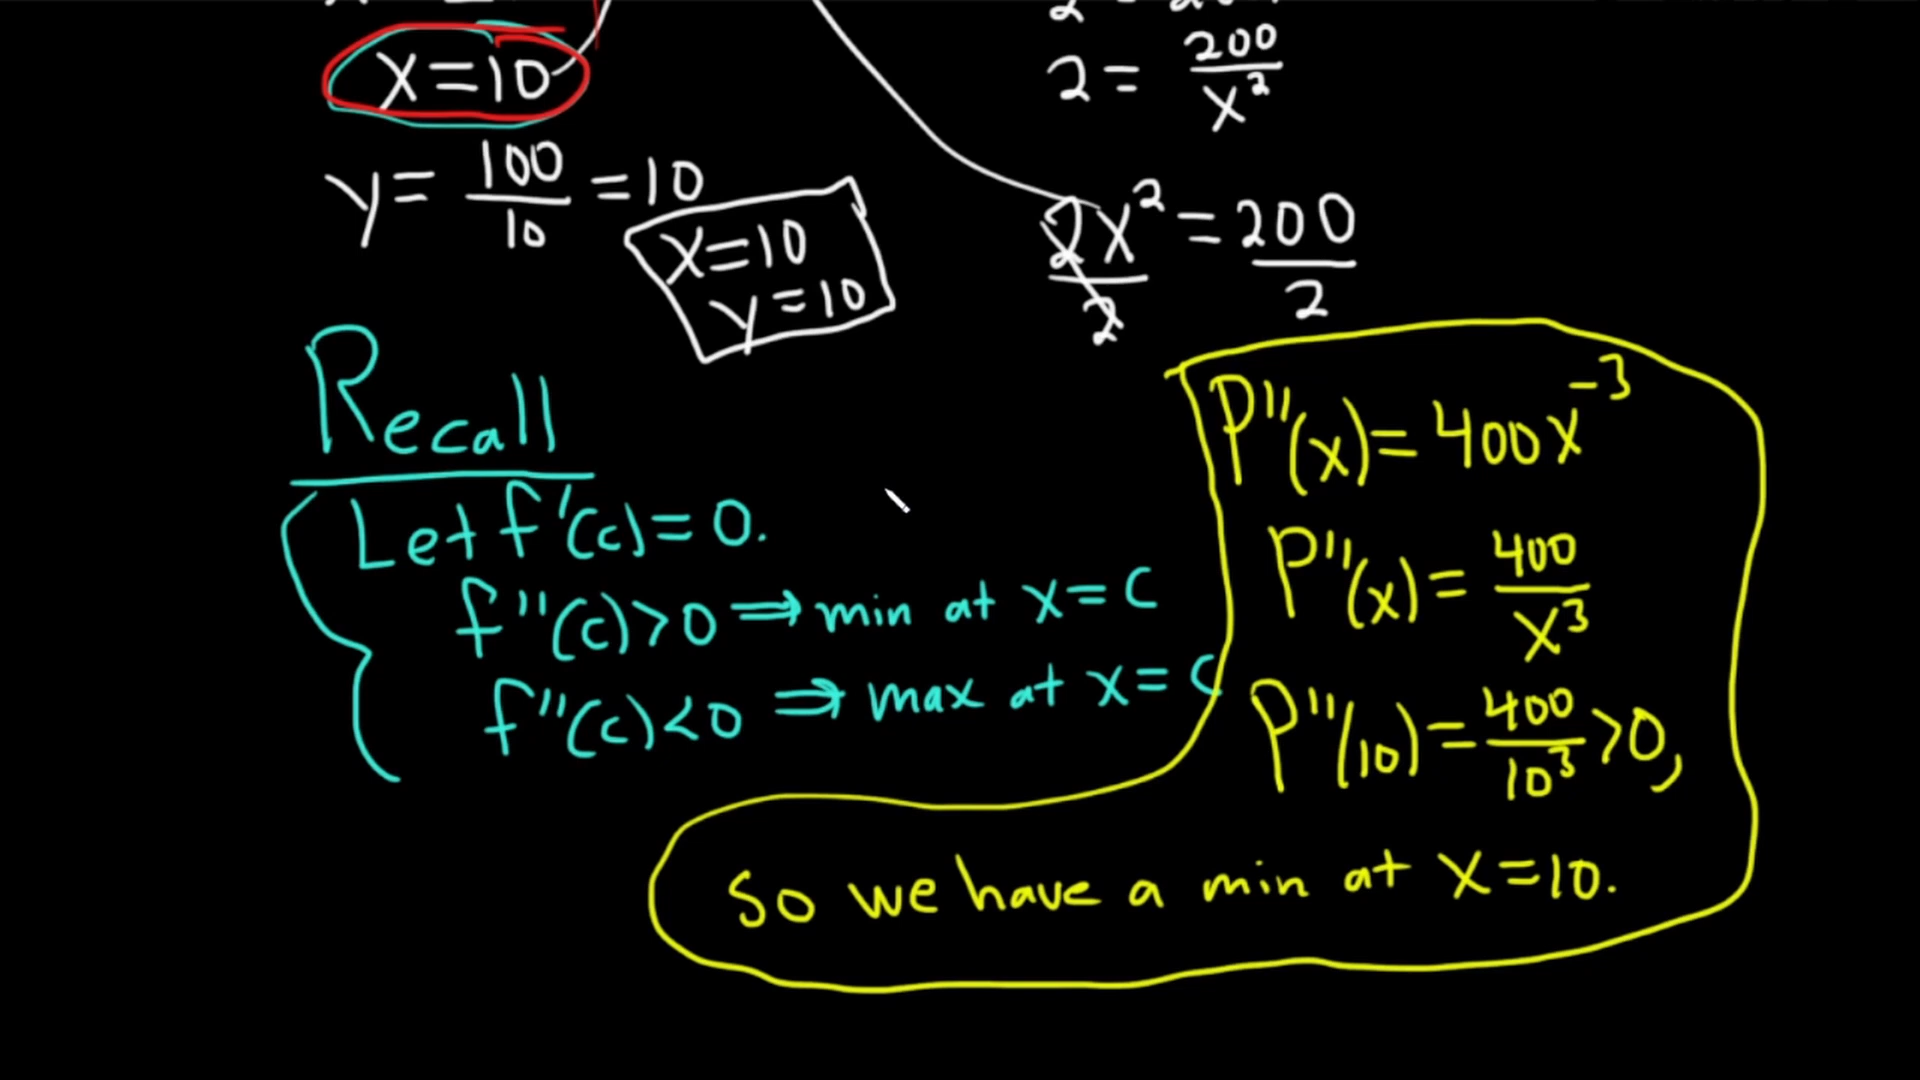 x=10
y= 100/10 =10
x=10
y=10
2= 200/x²
2x²/2 = 200/2
Recall
Let f'(c)=0.
f''(c)>0 ⇒ min at x=c
f''(c)<0 ⇒ max at x=c
P''(x)=400x⁻³
P''(x)= 400/x³
P''(10)= 400/10³ >0,
So we have a min at x=10.